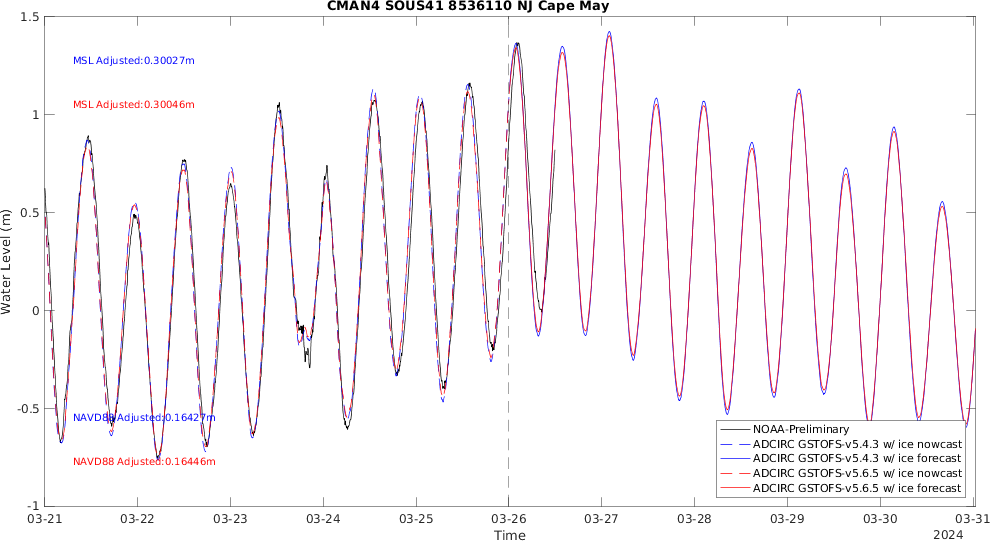 CMAN4 SOUS41 8536110 NJ Cape May
1.5
1
0.5
0
-0.5
-1
Water Level (m)
MSL Adjusted:0.30027m
MSL Adjusted:0.30046m
NAVD88 Adjusted:0.16427m
NAVD88 Adjusted:0.16446m
NOAA-Preliminary
ADCIRC GSTOFS-v5.4.3 w/ ice nowcast
ADCIRC GSTOFS-v5.4.3 w/ ice forecast
ADCIRC GSTOFS-v5.6.5 w/ ice nowcast
ADCIRC GSTOFS-v5.6.5 w/ ice forecast
03-21 03-22 03-23 03-24 03-25 03-26 03-27 03-28 03-29 03-30 03-31
Time
2024